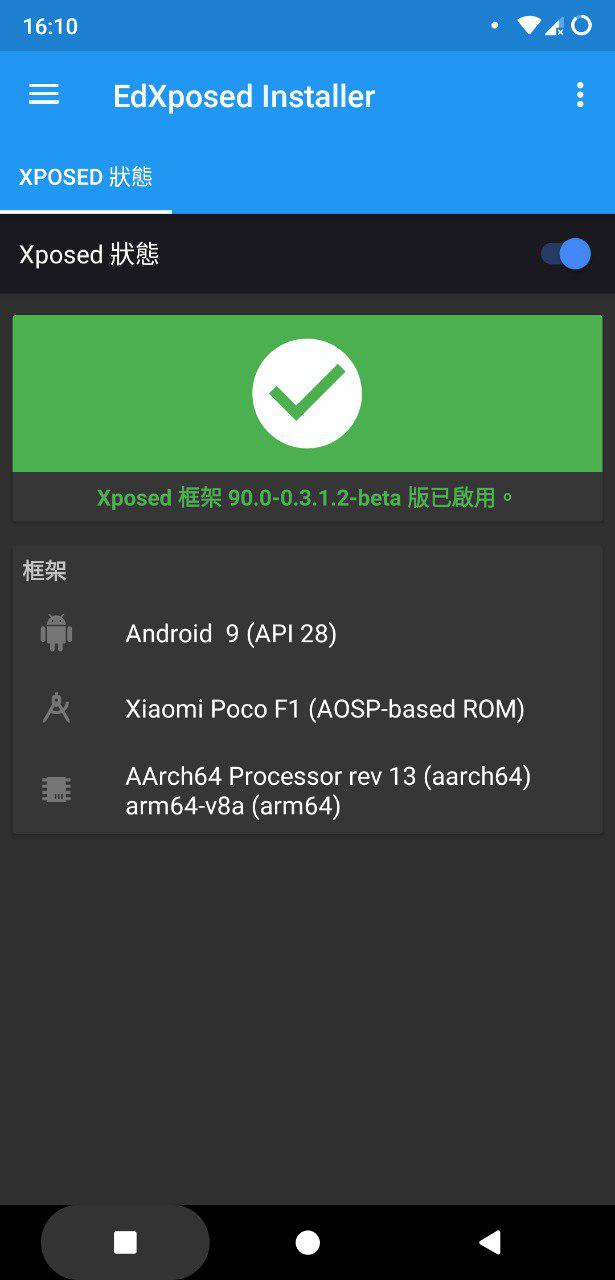 16:10
EdXposed Installer
XPOSED 狀態
Xposed 狀態
Xposed 框架 90.0-0.3.1.2-beta 版已啟用。
框架
Android  9 (API 28)
Xiaomi Poco F1 (AOSP-based ROM)
AArch64 Processor rev 13 (aarch64)
arm64-v8a (arm64)